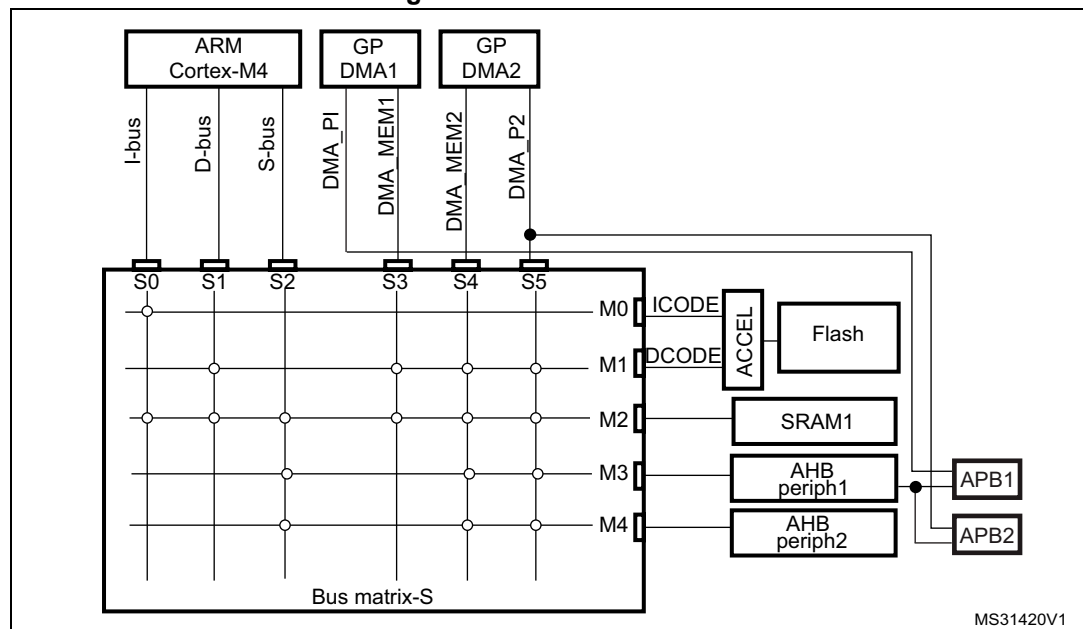 ARM
Cortex-M4
GP
DMA1
GP
DMA2
I-bus
D-bus
S-bus
DMA_PI
DMA_MEM1
DMA_MEM2
DMA_P2
S0
S1
S2
S3
S4
S5
M0
ICODE
M1
DCODE
ACCEL
Flash
M2
SRAM1
M3
AHB
periph1
APB1
M4
AHB
periph2
APB2
Bus matrix-S
MS31420V1